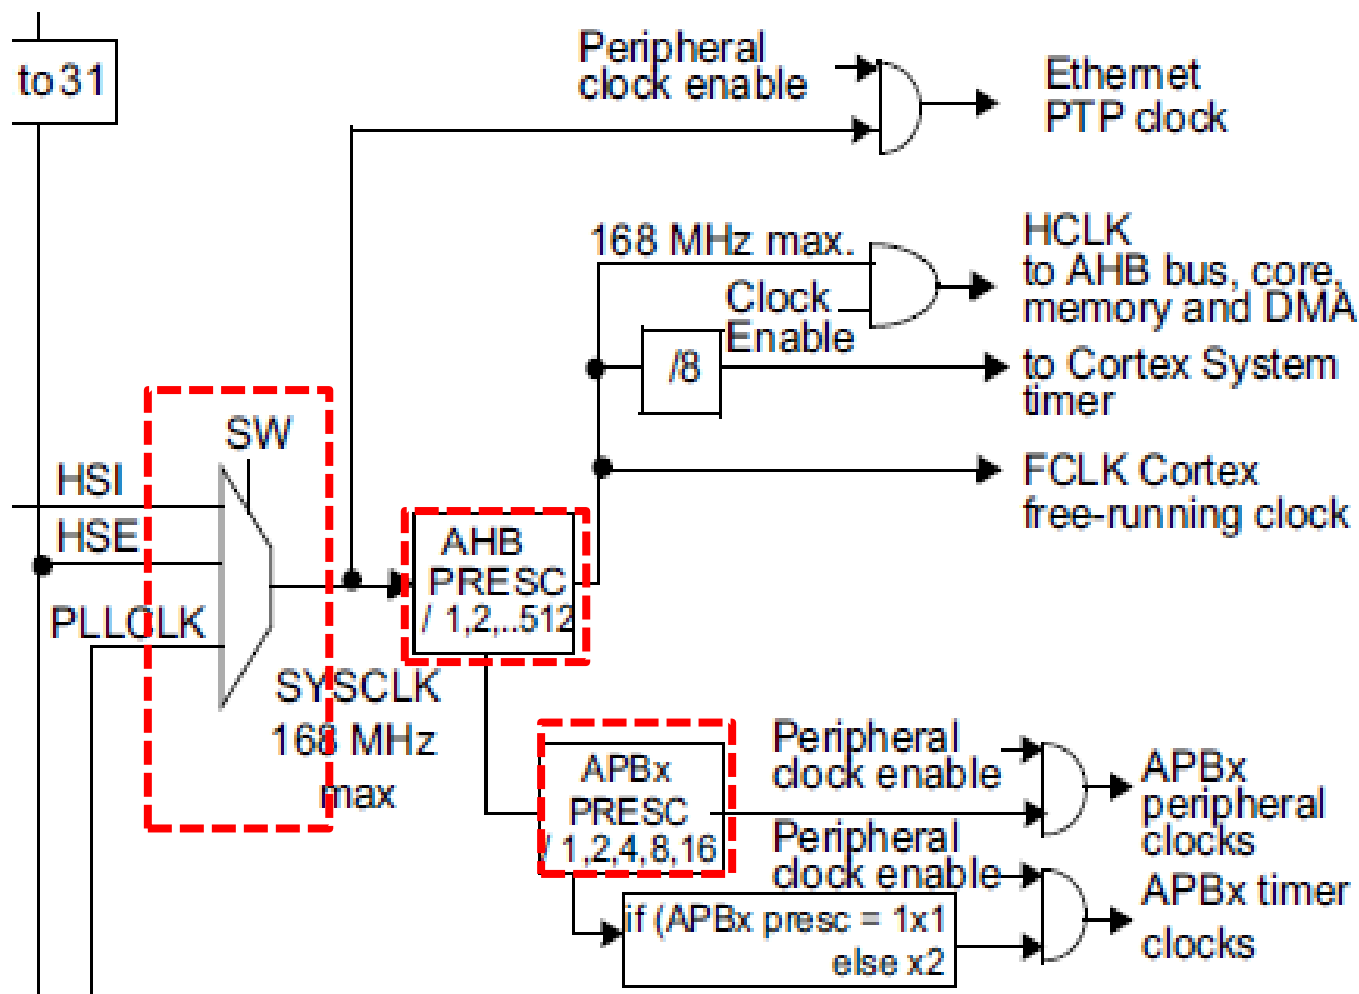 to 31
Peripheral
clock enable
Ethernet
PTP clock
168 MHz max.
HCLK
to AHB bus, core,
memory and DMA
Clock
Enable
/8
to Cortex System
timer
SW
HSI
HSE
PLLCLK
FCLK Cortex
free-running clock
AHB
PRESC
/ 1,2,..512
SYSCLK
168 MHz
max
APBx
PRESC
/ 1,2,4,8,16
Peripheral
clock enable
APBx
peripheral
clocks
Peripheral
clock enable
if (APBx presc = 1x1
else x2
APBx timer
clocks